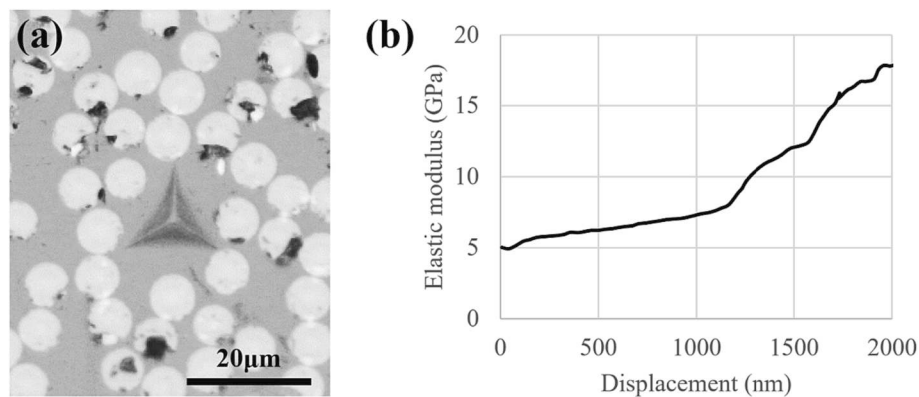 (a)
20μm
(b)
Elastic modulus (GPa)
20
15
10
5
0
0 500 1000 1500 2000
Displacement (nm)